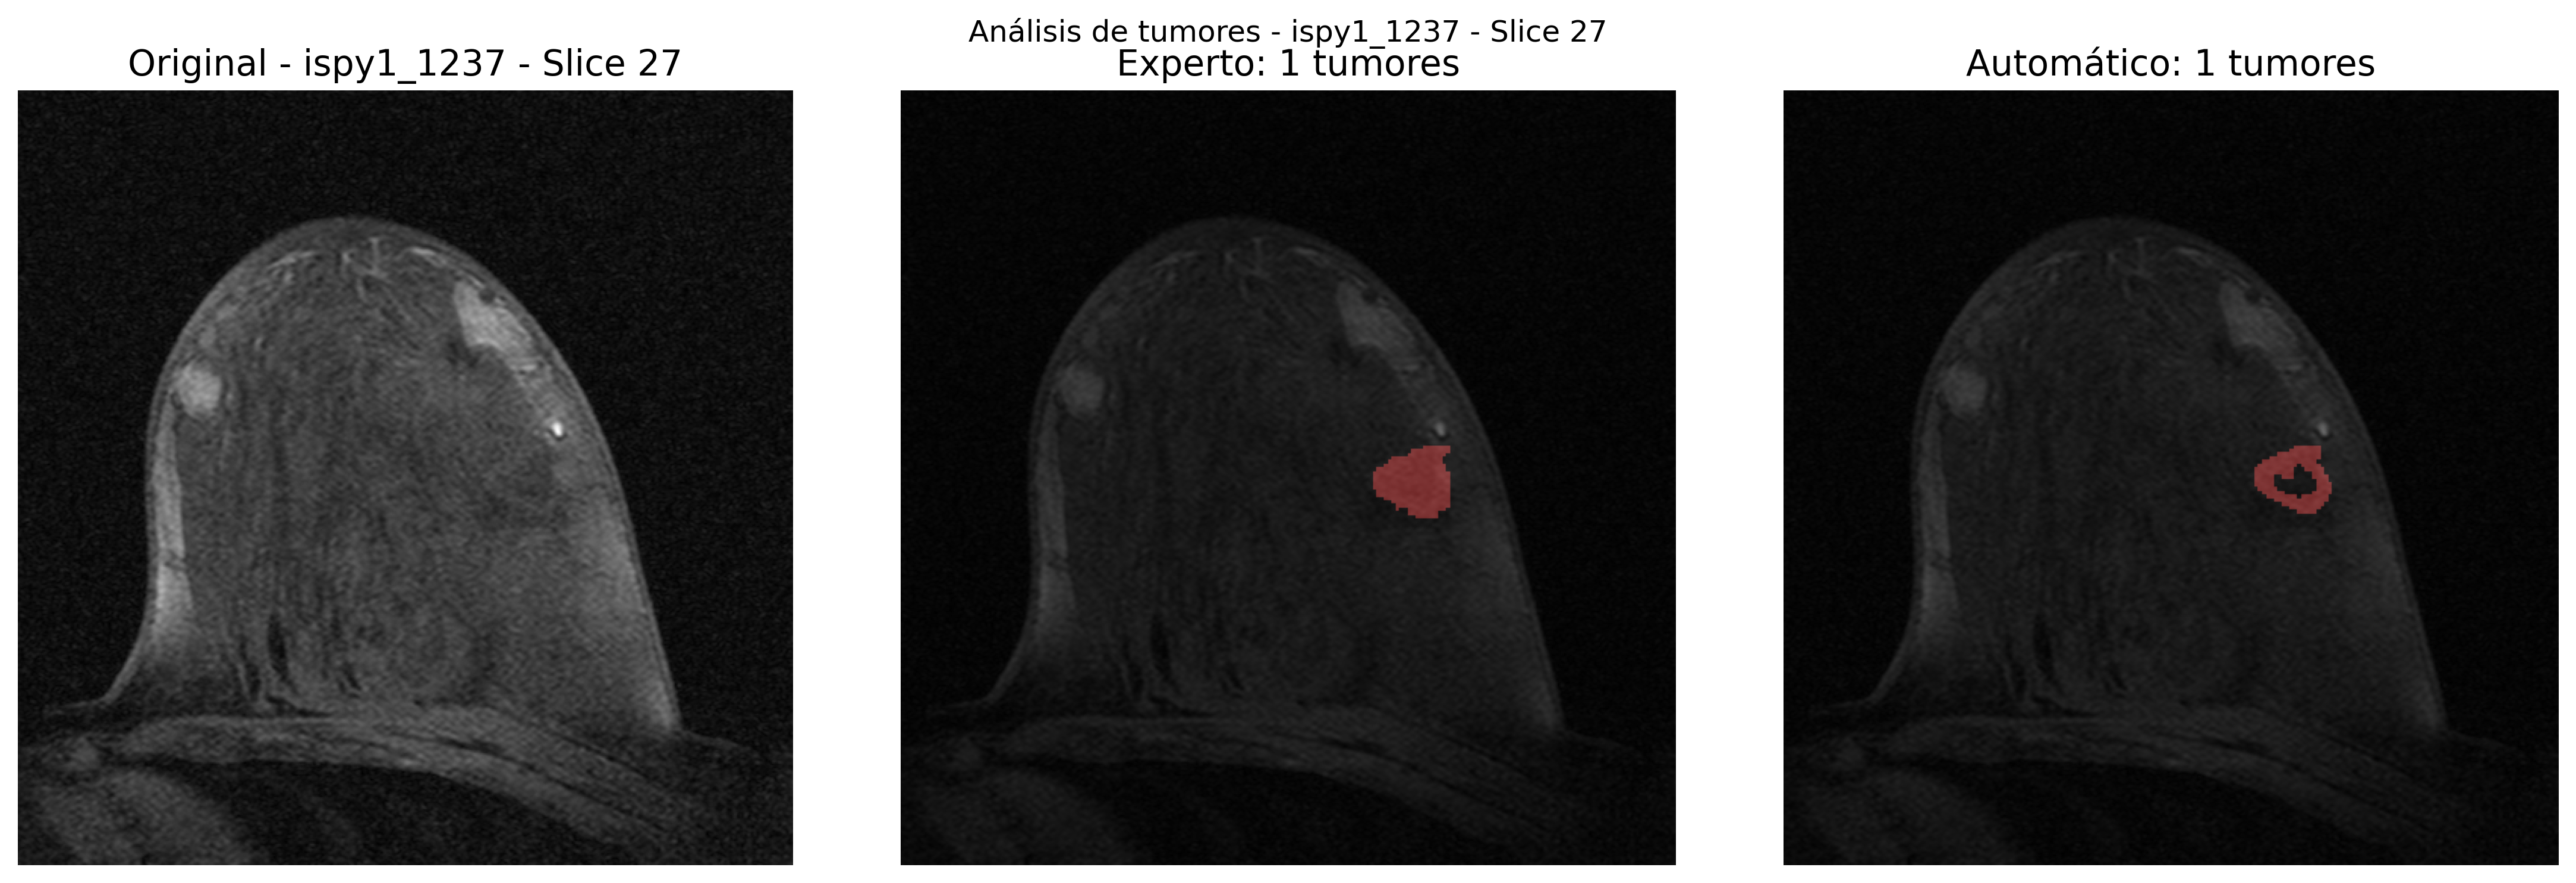 Análisis de tumores - ispy1_1237 - Slice 27
Original - ispy1_1237 - Slice 27
Experto: 1 tumores
Automático: 1 tumores